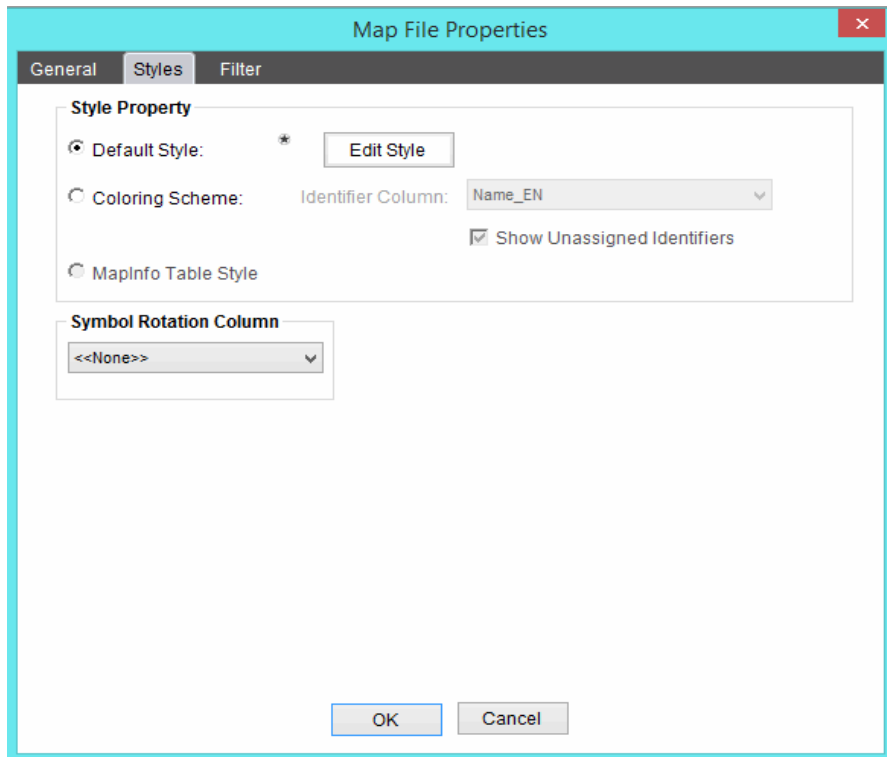 Map File Properties
General Styles Filter
Style Property
Default Style: * Edit Style
Coloring Scheme: Identifier Column: Name_EN
Show Unassigned Identifiers
MapInfo Table Style
Symbol Rotation Column
<<None>>
OK Cancel